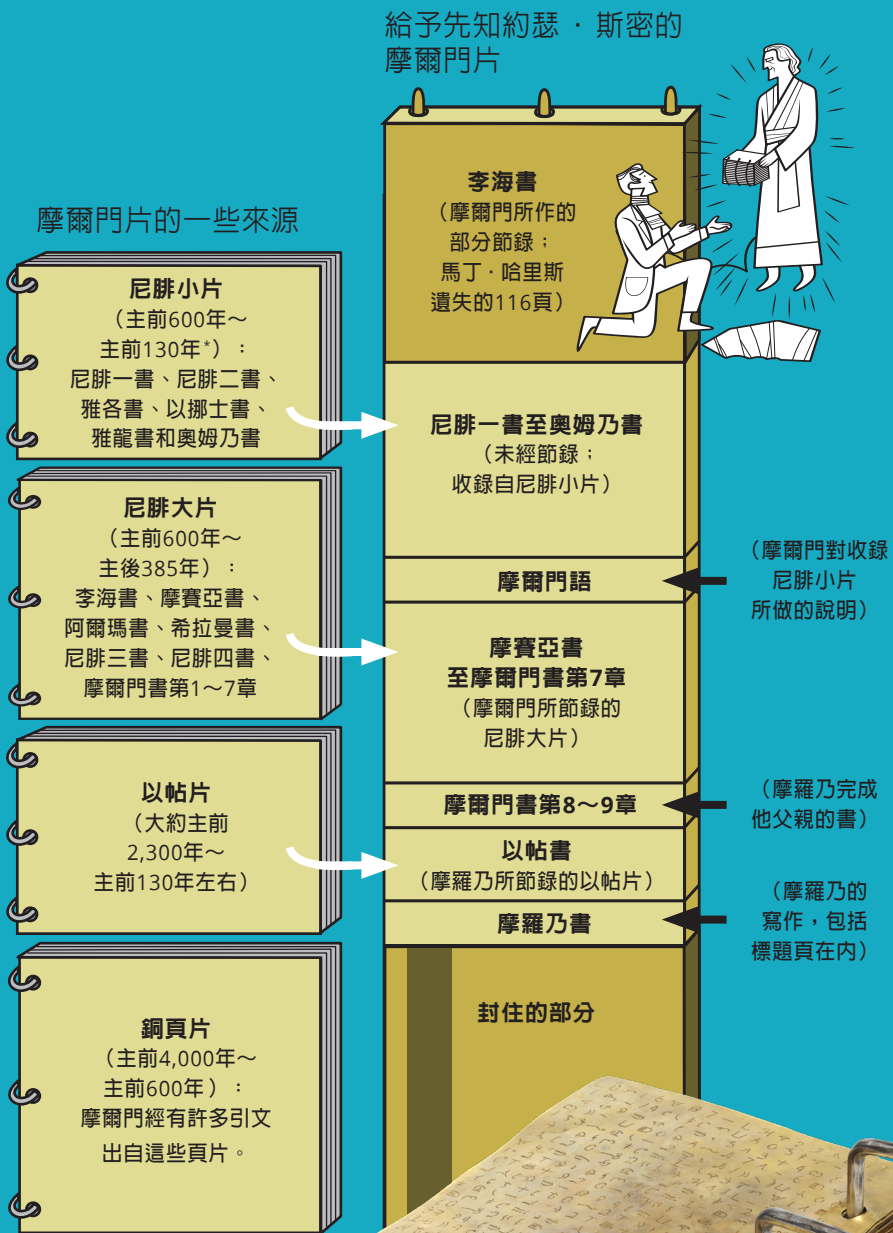 給予先知約瑟．斯密的
摩爾門片
摩爾門片的一些來源
尼腓小片
（主前600年～
主前130年*）：
尼腓一書、尼腓二書、
雅各書、以挪士書、
雅龍書和奧姆乃書
尼腓大片
（主前600年～
主後385年）：
李海書、摩賽亞書、
阿爾瑪書、希拉曼書、
尼腓三書、尼腓四書、
摩爾門書第1～7章
以帖片
（大約主前
2,300年～
主前130年左右）
銅頁片
（主前4,000年～
主前600年）：
摩爾門經有許多引文
出自這些頁片。
李海書
（摩爾門所作的
部分節錄；
馬丁．哈里斯
遺失的116頁）
尼腓一書至奧姆乃書
（未經節錄；
收錄自尼腓小片）
摩爾門語
（摩爾門對收錄
尼腓小片
所做的說明）
摩賽亞書
至摩爾門書第7章
（摩爾門所節錄的
尼腓大片）
摩爾門書第8～9章
（摩羅乃完成
他父親的書）
以帖書
（摩羅乃所節錄的以帖片）
摩羅乃書
（摩羅乃的
寫作，包括
標題頁在內）
封住的部分